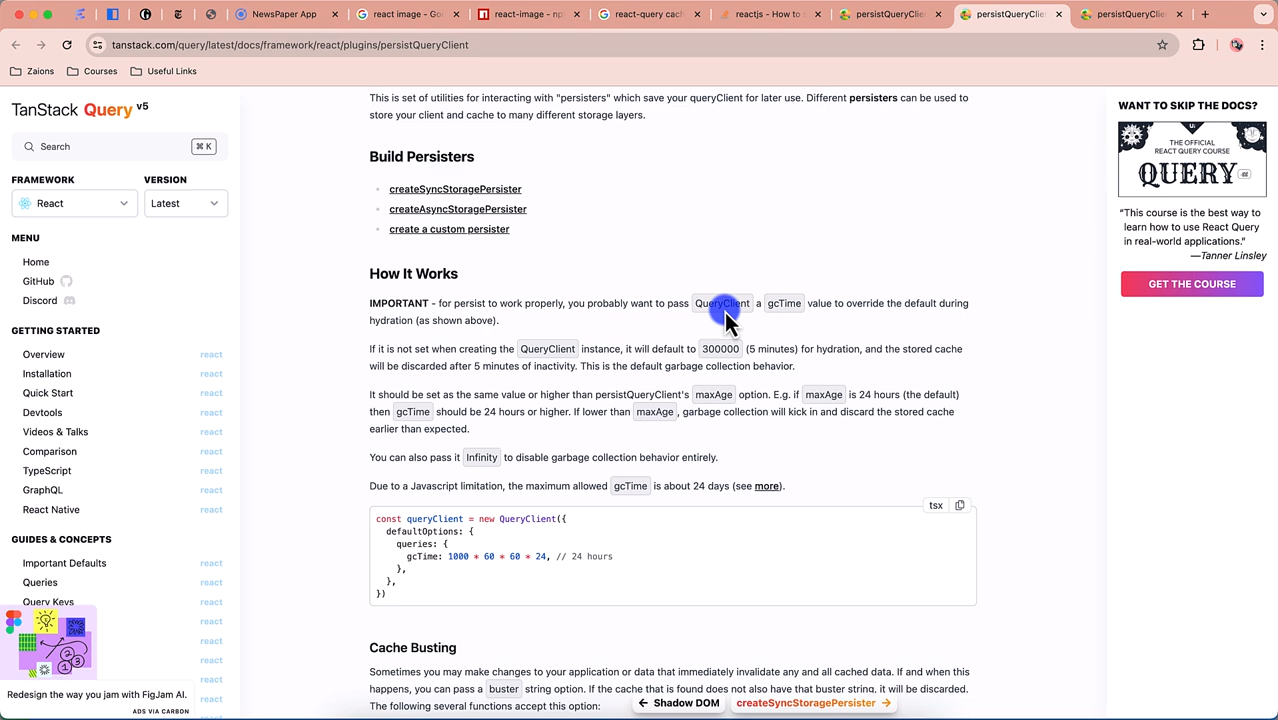 NewsPaper App
react image - Go
react-image - np
react-query cac
reactjs - How to s
persistQueryClie
persistQueryClie
persistQueryClie
tanstack.com/query/latest/docs/framework/react/plugins/persistQueryClient
Zaions
Courses
Useful Links
TanStack Query v5
Search
⌘ K
FRAMEWORK
VERSION
React
Latest
MENU
Home
GitHub
Discord
GETTING STARTED
Overview react
Installation react
Quick Start react
Devtools react
Videos & Talks react
Comparison react
TypeScript react
GraphQL react
React Native react
GUIDES & CONCEPTS
Important Defaults react
Queries react
Query Keys react
react
react
react
react
react
Redesign the way you jam with FigJam AI.
ADS VIA CARBON
This is set of utilities for interacting with "persisters" which save your queryClient for later use. Different persisters can be used to
store your client and cache to many different storage layers.
Build Persisters
createSyncStoragePersister
createAsyncStoragePersister
create a custom persister
How It Works
IMPORTANT - for persist to work properly, you probably want to pass QueryClient a gcTime value to override the default during
hydration (as shown above).
If it is not set when creating the QueryClient instance, it will default to 300000 (5 minutes) for hydration, and the stored cache
will be discarded after 5 minutes of inactivity. This is the default garbage collection behavior.
It should be set as the same value or higher than persistQueryClient's maxAge option. E.g. if maxAge is 24 hours (the default)
then gcTime should be 24 hours or higher. If lower than maxAge, garbage collection will kick in and discard the stored cache
earlier than expected.
You can also pass it Infinity to disable garbage collection behavior entirely.
Due to a Javascript limitation, the maximum allowed gcTime is about 24 days (see more).
tsx
const queryClient = new QueryClient({
defaultOptions: {
queries: {
gcTime: 1000 * 60 * 60 * 24, // 24 hours
},
},
})
Cache Busting
Sometimes you may make changes to your application or data that immediately invalidate any and all cached data. If and when this
happens, you can pass a buster string option. If the cache that is found does not also have that buster string, it will be discarded.
The following several functions accept this option:
← Shadow DOM
createSyncStoragePersister →
WANT TO SKIP THE DOCS?
THE OFFICIAL
REACT QUERY COURSE
QUERY
"This course is the best way to
learn how to use React Query
in real-world applications."
—Tanner Linsley
GET THE COURSE